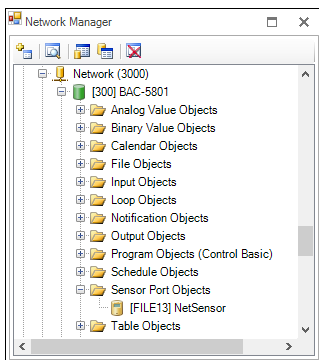 Network Manager
Network (3000)
[300] BAC-5801
Analog Value Objects
Binary Value Objects
Calendar Objects
File Objects
Input Objects
Loop Objects
Notification Objects
Output Objects
Program Objects (Control Basic)
Schedule Objects
Sensor Port Objects
[FILE13] NetSensor
Table Objects